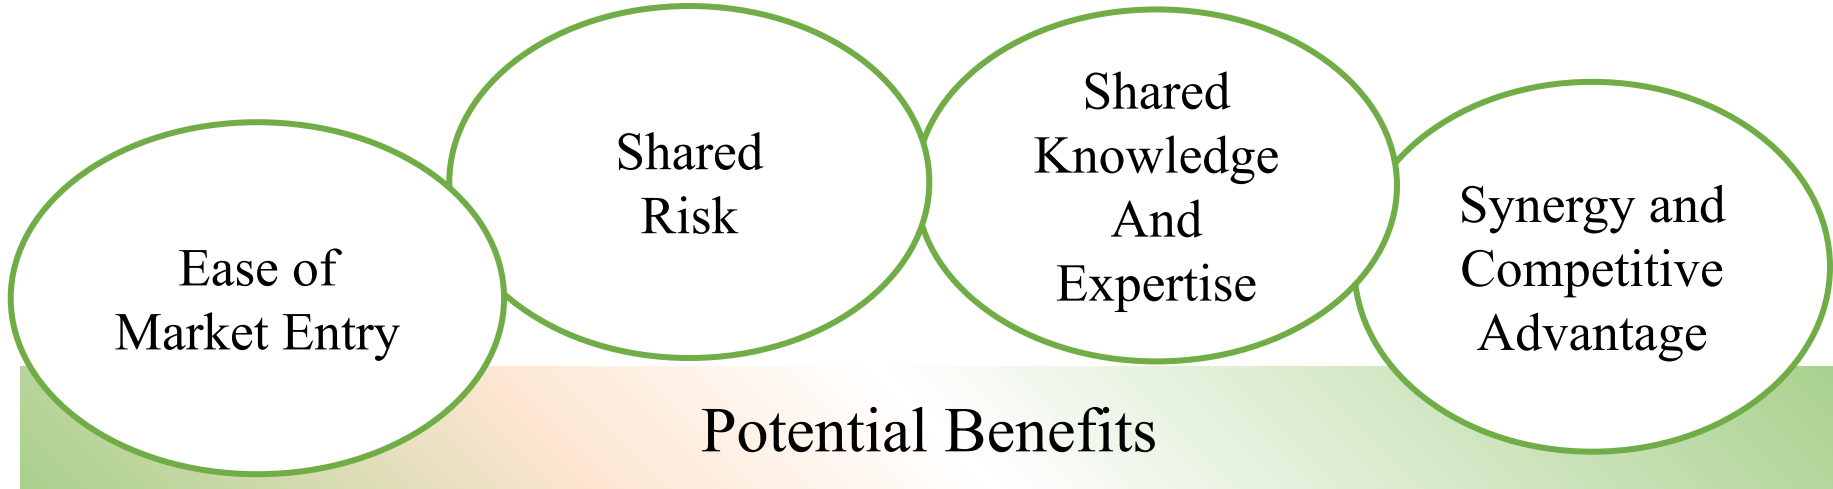 Ease of
Market Entry
Shared
Risk
Shared
Knowledge
And
Expertise
Synergy and
Competitive
Advantage
Potential Benefits